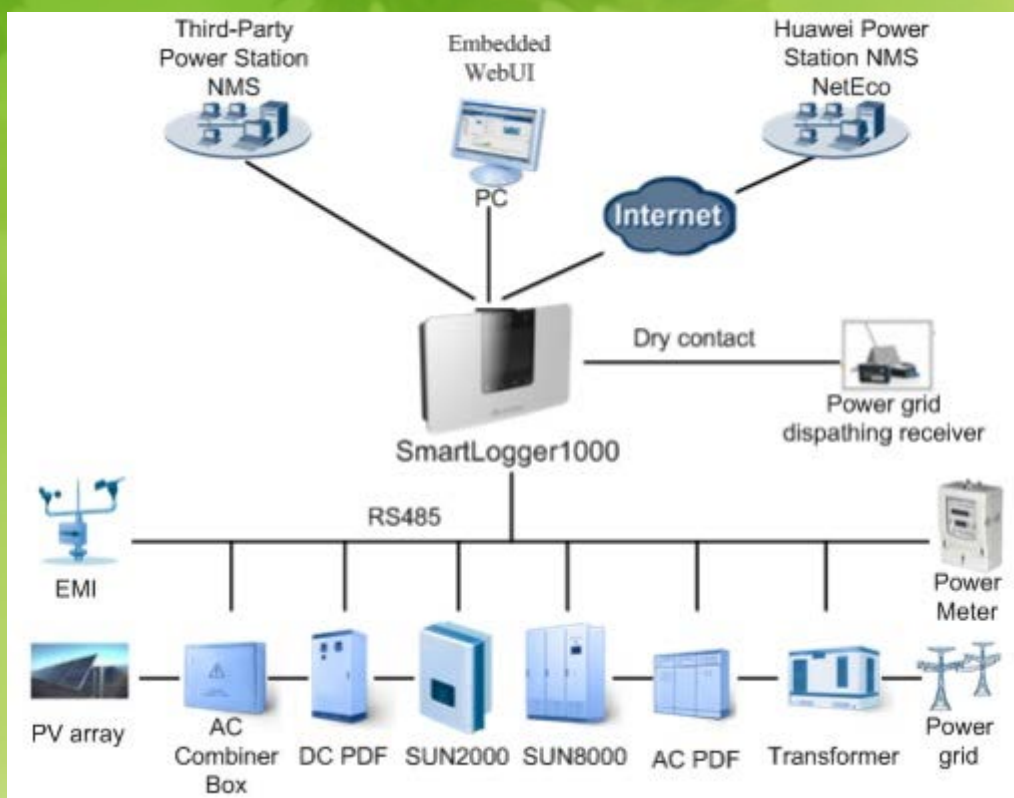 Third-Party
Power Station
NMS
Embedded
WebUI
Huawei Power
Station NMS
NetEco
PC
Internet
Dry contact
Power grid
dispathing receiver
SmartLogger1000
RS485
EMI
Power
Meter
PV array
AC
Combiner
Box
DC PDF
SUN2000
SUN8000
AC PDF
Transformer
Power
grid